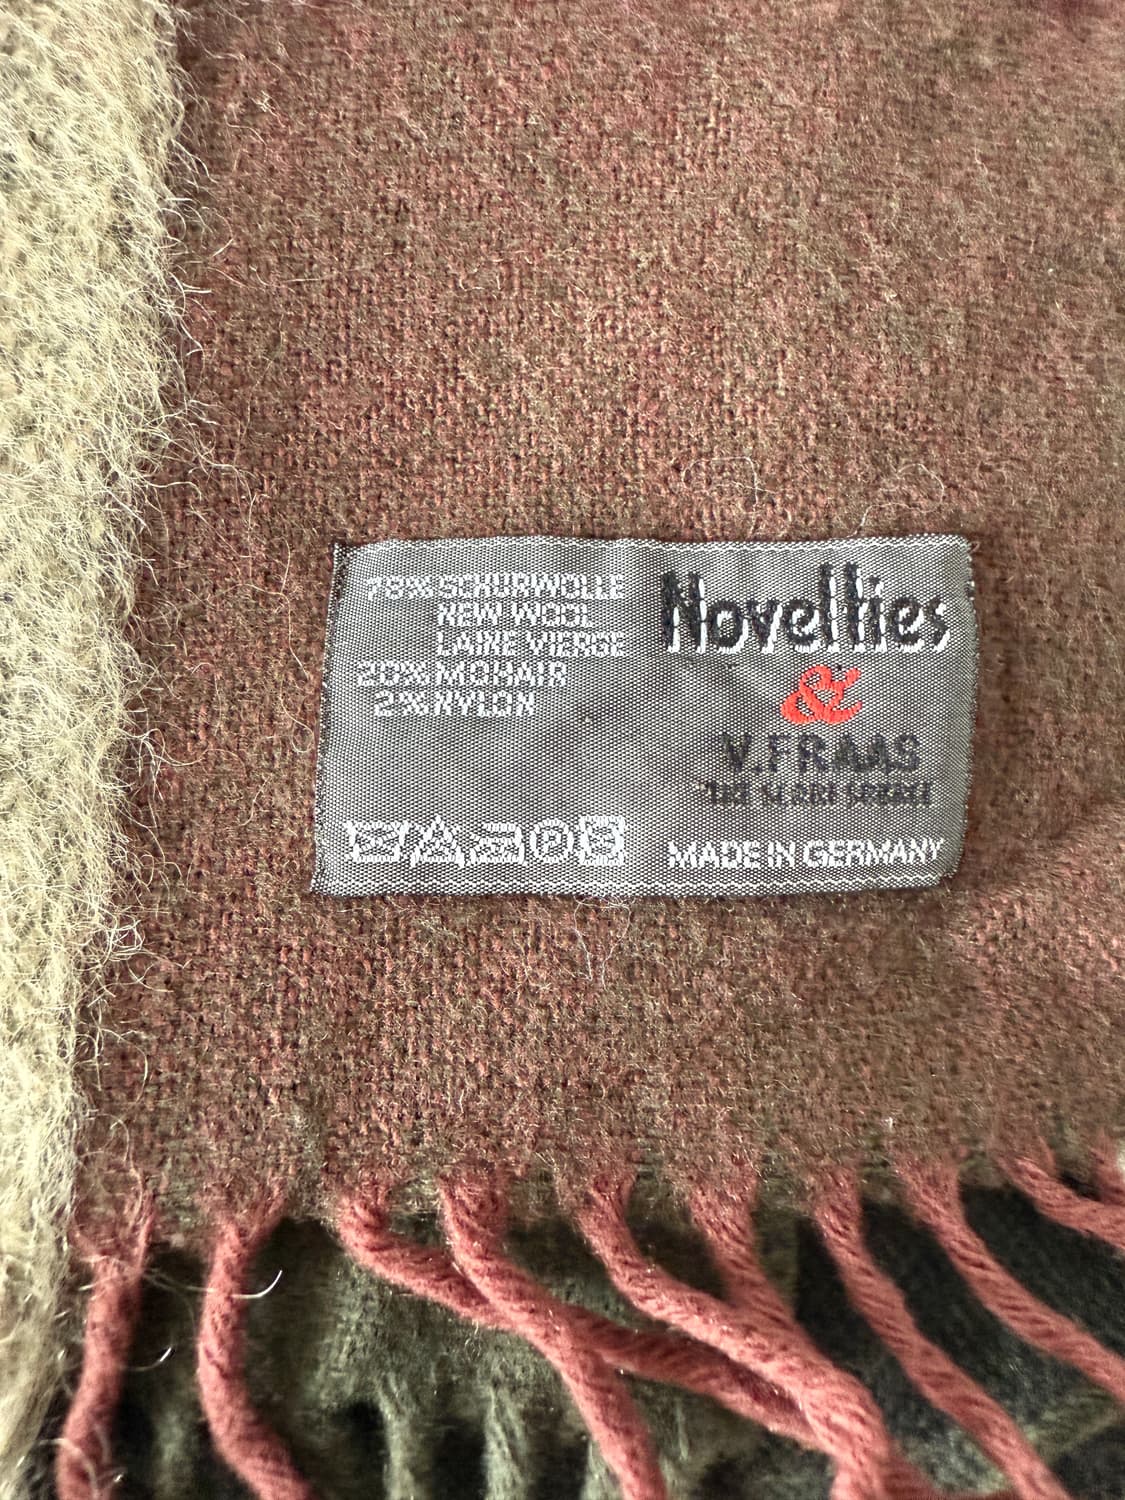 78% SCHURWOLLE
NEW WOOL
LAINE VIERGE
20% MOHAIR
2% NYLON
Novelties
&
V. FRAAS
MADE IN GERMANY